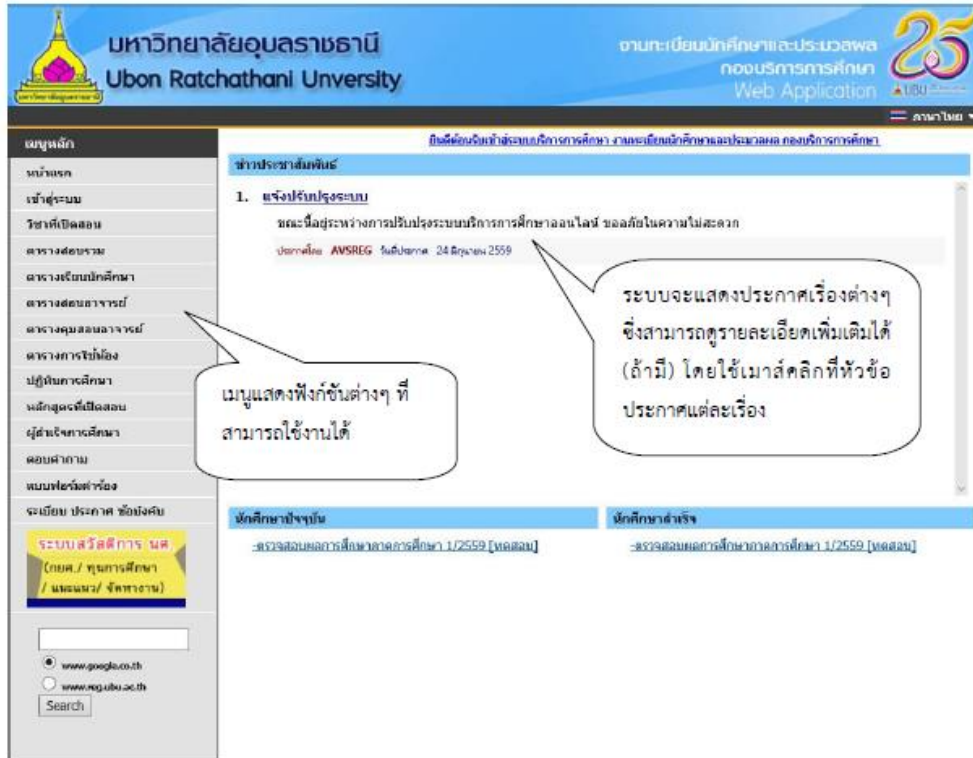 มหาวิทยาลัยอุบลราชธานี
Ubon Ratchathani Unversity
งานทะเบียนนักศึกษาและประมวลผล
กองบริการการศึกษา
Web Application
25
UBU
ภาษาไทย
เมนูหลัก
หน้าแรก
เข้าสู่ระบบ
วิชาที่เปิดสอน
ตารางสอบรวม
ตารางเรียนนักศึกษา
ตารางสอนอาจารย์
ตารางคุมสอบอาจารย์
ตารางการใช้ห้อง
ปฏิทินการศึกษา
หลักสูตรที่เปิดสอน
ผู้สำเร็จการศึกษา
ตอบคำถาม
แบบฟอร์มคำร้อง
ระเบียบ ประกาศ ข้อบังคับ
ระบบสวัสดิการ นศ
(กยศ./ ทุนการศึกษา
/ แนะแนว/ จัดหางาน)
www.google.co.th
www.reg.ubu.ac.th
Search
ยินดีต้อนรับเข้าสู่ระบบบริการการศึกษา งานทะเบียนนักศึกษาและประมวลผล กองบริการการศึกษา
ข่าวประชาสัมพันธ์
1. แจ้งปรับปรุงระบบ
ขณะนี้อยู่ระหว่างการปรับปรุงระบบบริการการศึกษาออนไลน์ ขออภัยในความไม่สะดวก
ประกาศโดย AVSREG วันที่ประกาศ 24 มิถุนายน 2559
ระบบจะแสดงประกาศเรื่องต่างๆ
ซึ่งสามารถดูรายละเอียดเพิ่มเติมได้
(ถ้ามี) โดยใช้เมาส์คลิกที่หัวข้อ
ประกาศแต่ละเรื่อง
เมนูแสดงฟังก์ชันต่างๆ ที่
สามารถใช้งานได้
นักศึกษาปัจจุบัน
-ตรวจสอบผลการศึกษาภาคการศึกษา 1/2559 [ทดสอบ]
นักศึกษาสำเร็จ
-ตรวจสอบผลการศึกษาภาคการศึกษา 1/2559 [ทดสอบ]